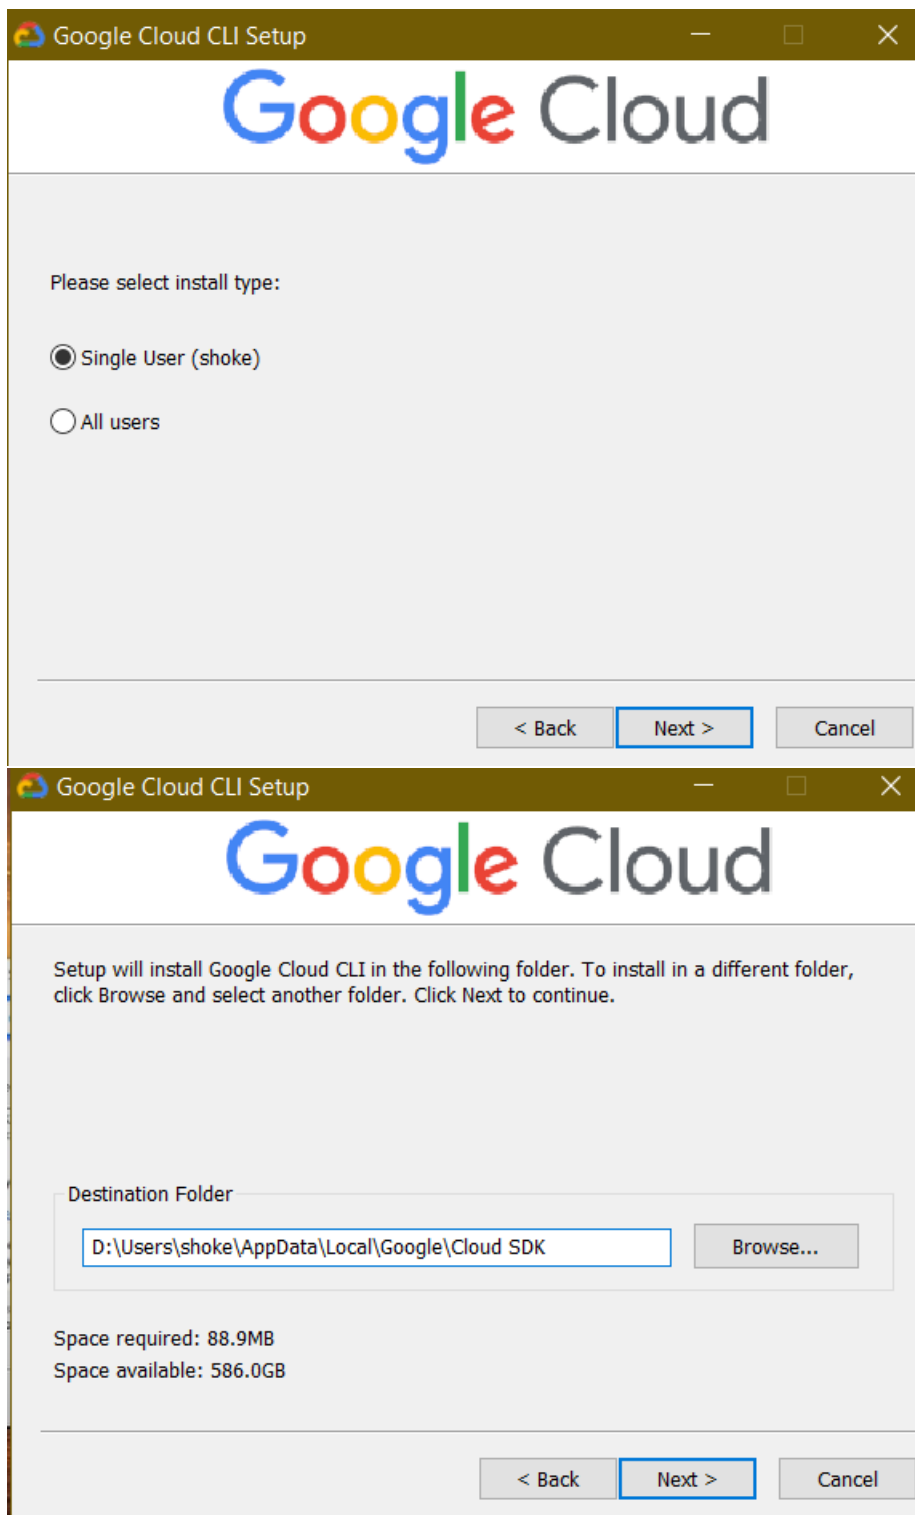 Google Cloud CLI Setup
Google Cloud
Please select install type:
Single User (shoke)
All users
< Back Next > Cancel
Google Cloud CLI Setup
Google Cloud
Setup will install Google Cloud CLI in the following folder. To install in a different folder,
click Browse and select another folder. Click Next to continue.
Destination Folder
D:\Users\shoke\AppData\Local\Google\Cloud SDK Browse...
Space required: 88.9MB
Space available: 586.0GB
< Back Next > Cancel